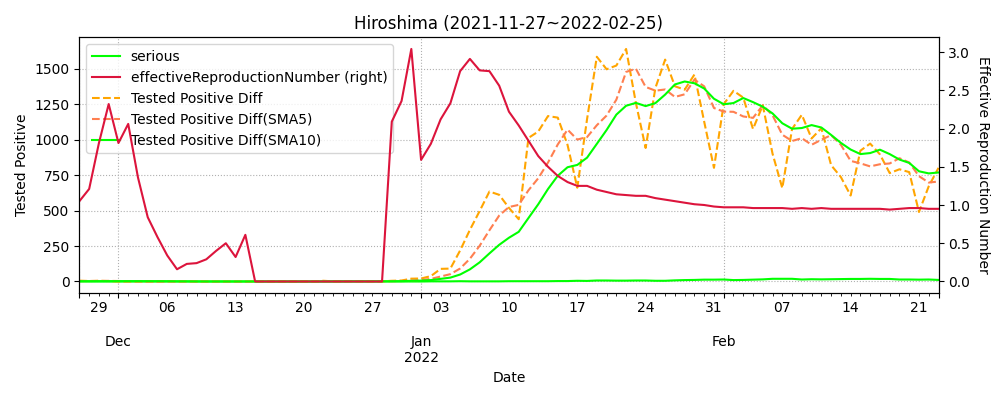 Hiroshima (2021-11-27~2022-02-25)
serious
effectiveReproductionNumber (right)
Tested Positive Diff
Tested Positive Diff(SMA5)
Tested Positive Diff(SMA10)
Tested Positive
1500
1250
1000
750
500
250
0
3.0
2.5
2.0
1.5
1.0
0.5
0.0
Effective Reproduction Number
29 06 13 20 27 03 10 17 24 31 07 14 21
Dec Jan Feb
2022
Date